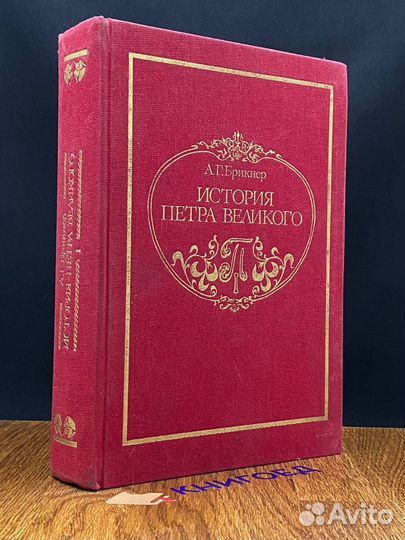 А. Г. Брикнер
ИСТОРИЯ
ПЕТРА ВЕЛИКОГО
П
КНИГОЕД
Avito